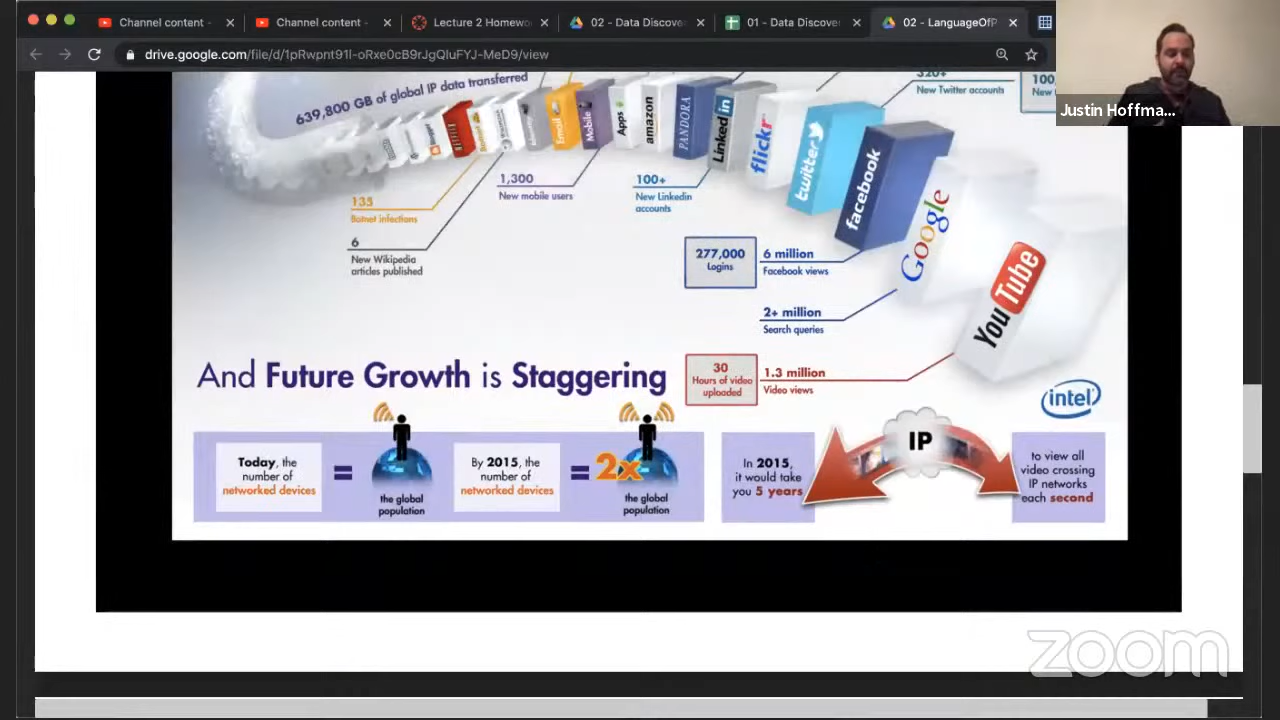 Channel content -
Channel content -
Lecture 2 Homew
02 - Data Discove
01 - Data Discove
02 - LanguageOfP
drive.google.com/file/d/1pRwpnt91l-oRxe0cB9rJgQluFYJ-MeD9/view
Justin Hoffma...
639,800 GB of global IP data transferred
320+
New Twitter accounts
100,
New
NETFLIX
Email
Mobile
Apps
amazon
PANDORA
Linked in
flickr
twitter
facebook
Google
YouTube
135
Botnet infections
6
New Wikipedia
articles published
1,300
New mobile users
100+
New Linkedin
accounts
277,000
Logins
6 million
Facebook views
2+ million
Search queries
30
Hours of video
uploaded
1.3 million
Video views
And Future Growth is Staggering
intel
Today, the
number of
networked devices
=
the global
population
By 2015, the
number of
networked devices
= 2x
the global
population
In 2015,
it would take
you 5 years
IP
to view all
video crossing
IP networks
each second
zoom